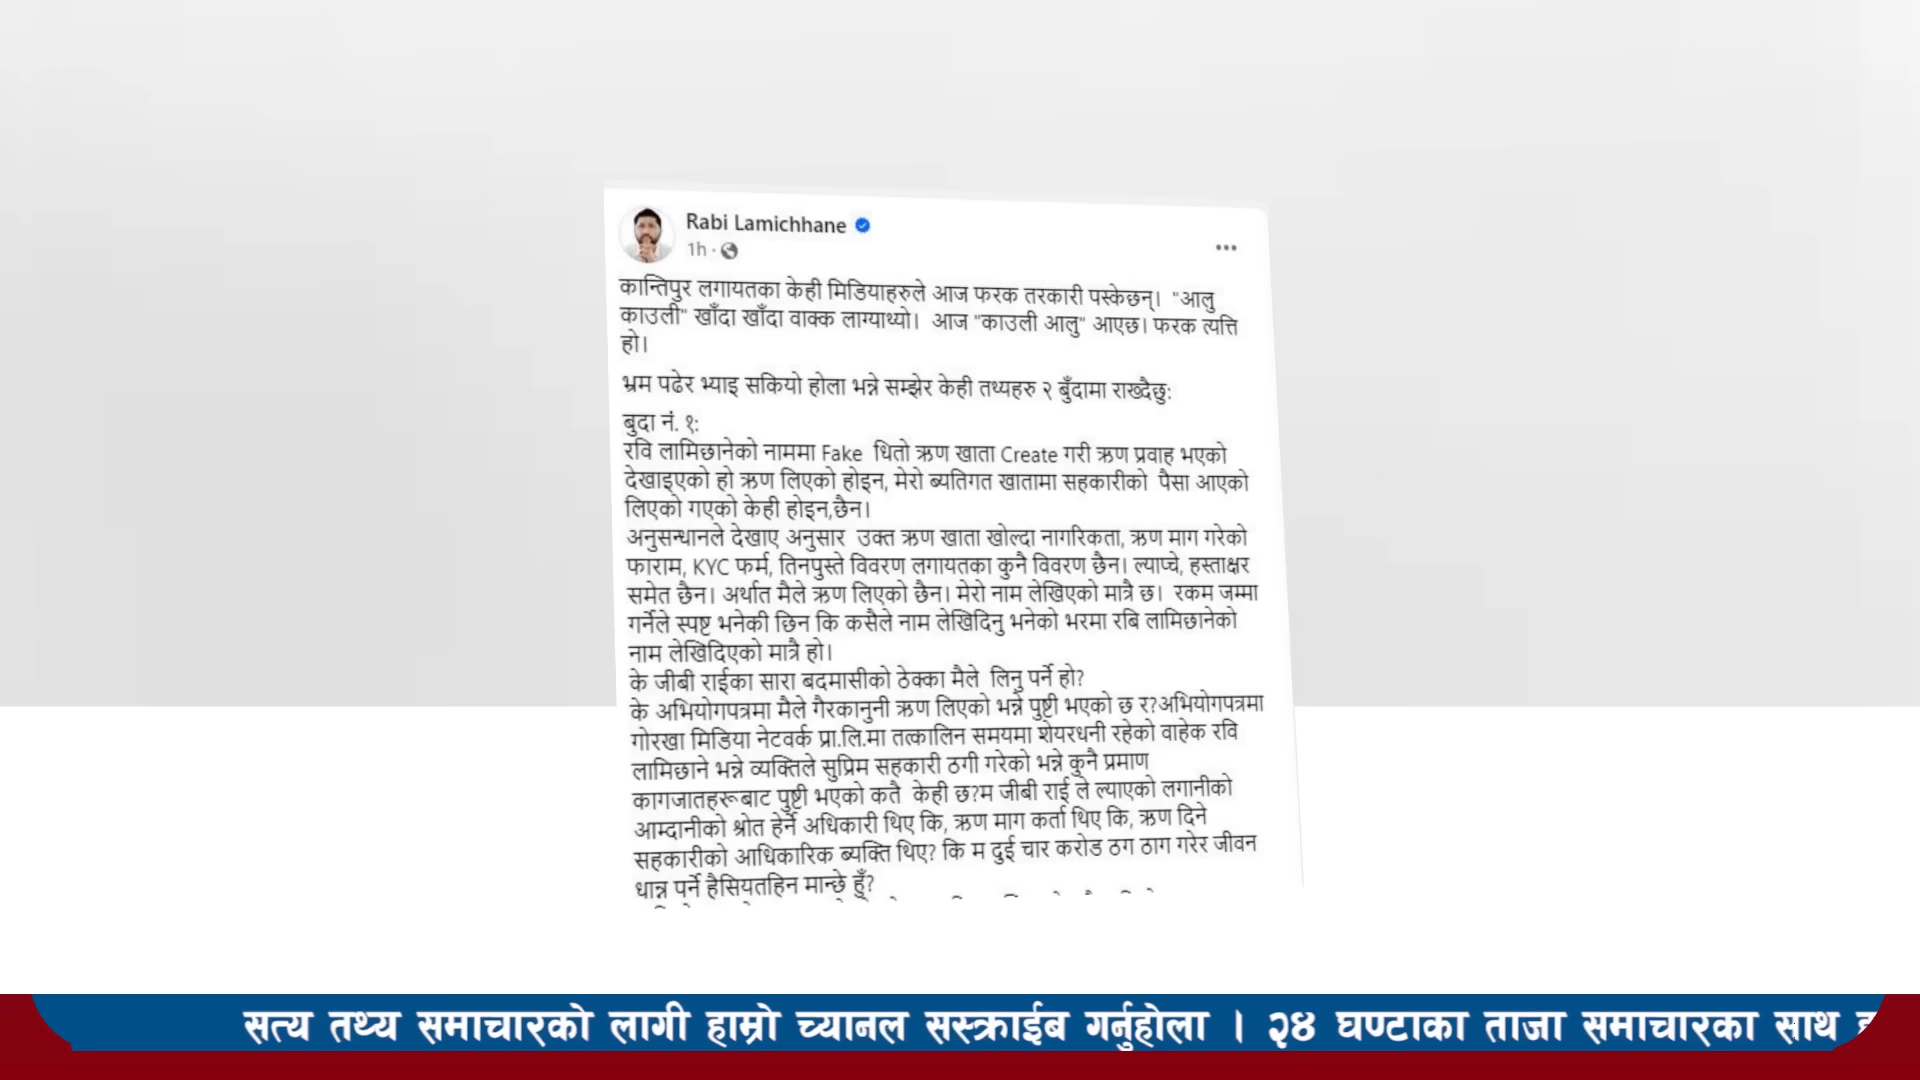 Rabi Lamichhane
1h
कान्तिपुर लगायतका केही मिडियाहरुले आज फरक तरकारी पस्केछन्। "आलु
काउली" खाँदा खाँदा वाक्क लाग्याथ्यो। आज "काउली आलु" आएछ। फरक त्यत्ति
हो।
भ्रम पढेर भ्याइ सकियो होला भन्ने सम्झेर केही तथ्यहरु २ बुँदामा राख्दैछु:
बुदा नं. १:
रवि लामिछानेको नाममा Fake धितो ऋण खाता Create गरी ऋण प्रवाह भएको
देखाइएको हो ऋण लिएको होइन, मेरो ब्यतिगत खातामा सहकारीको पैसा आएको
लिएको गएको केही होइन,छैन।
अनुसन्धानले देखाए अनुसार उक्त ऋण खाता खोल्दा नागरिकता, ऋण माग गरेको
फाराम, KYC फर्म, तिनपुस्ते विवरण लगायतका कुनै विवरण छैन। ल्याप्चे, हस्ताक्षर
समेत छैन। अर्थात मैले ऋण लिएको छैन। मेरो नाम लेखिएको मात्रै छ। रकम जम्मा
गर्नेले स्पष्ट भनेकी छिन कि कसैले नाम लेखिदिनु भनेको भरमा रबि लामिछानेको
नाम लेखिदिएको मात्रै हो।
के जीबी राईका सारा बदमासीको ठेक्का मैले लिनु पर्ने हो?
के अभियोगपत्रमा मैले गैरकानुनी ऋण लिएको भन्ने पुष्टी भएको छ र?अभियोगपत्रमा
गोरखा मिडिया नेटवर्क प्रा.लि.मा तत्कालिन समयमा शेयरधनी रहेको वाहेक रवि
लामिछाने भन्ने व्यक्तिले सुप्रिम सहकारी ठगी गरेको भन्ने कुनै प्रमाण
कागजातहरूबाट पुष्टी भएको कतै केही छ?म जीबी राई ले ल्याएको लगानीको
आम्दानीको श्रोत हेर्ने अधिकारी थिए कि, ऋण माग कर्ता थिए कि, ऋण दिने
सहकारीको आधिकारिक ब्यक्ति थिए? कि म दुई चार करोड ठग ठाग गरेर जीवन
धान्न पर्ने हैसियतहिन मान्छे हुँ?
सत्य तथ्य समाचारको लागी हाम्रो च्यानल सस्क्राईब गर्नुहोला । २४ घण्टाका ताजा समाचारका साथ